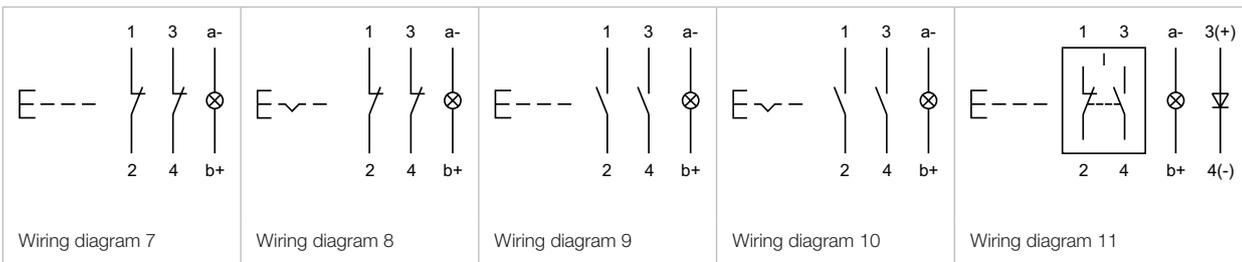 1 3 a-
2 4 b+
Wiring diagram 7
1 3 a-
2 4 b+
Wiring diagram 8
1 3 a-
2 4 b+
Wiring diagram 9
1 3 a-
2 4 b+
Wiring diagram 10
1 3 a- 3(+)
2 4 b+ 4(-)
Wiring diagram 11